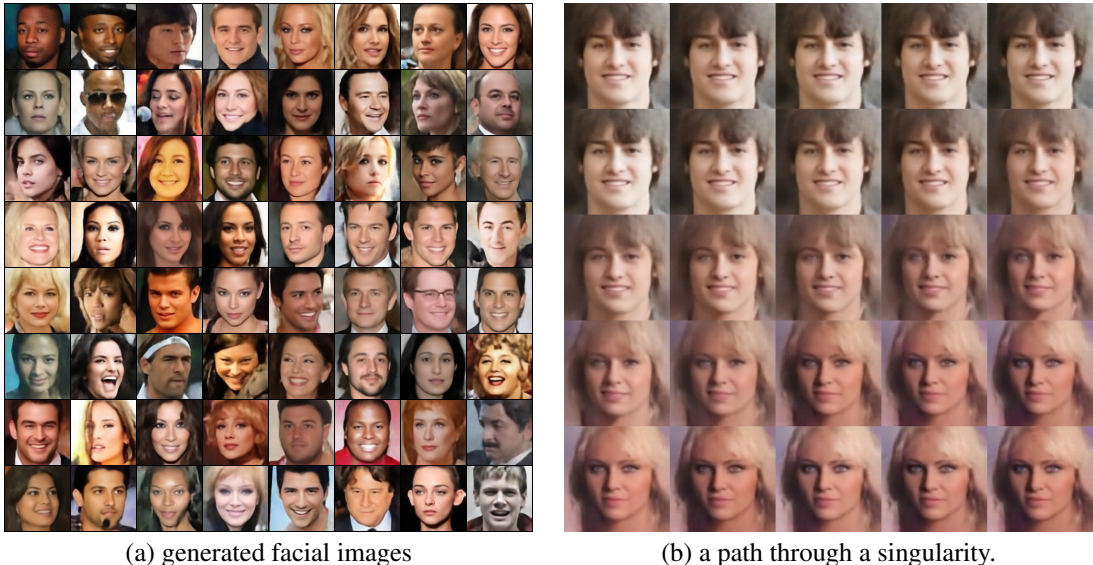 (a) generated facial images
(b) a path through a singularity.